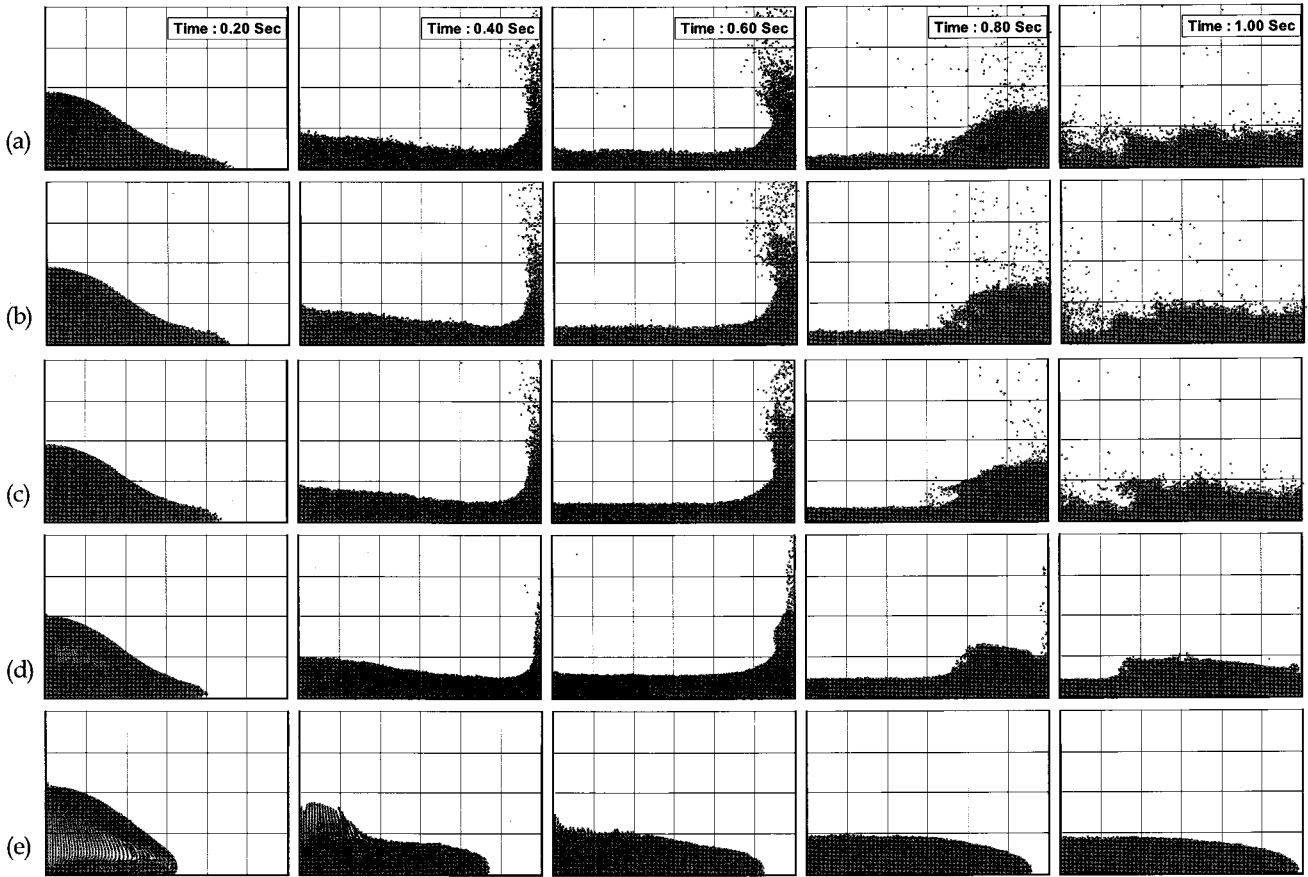 Time : 0.20 Sec
Time : 0.40 Sec
Time : 0.60 Sec
Time : 0.80 Sec
Time : 1.00 Sec
(a)
(b)
(c)
(d)
(e)